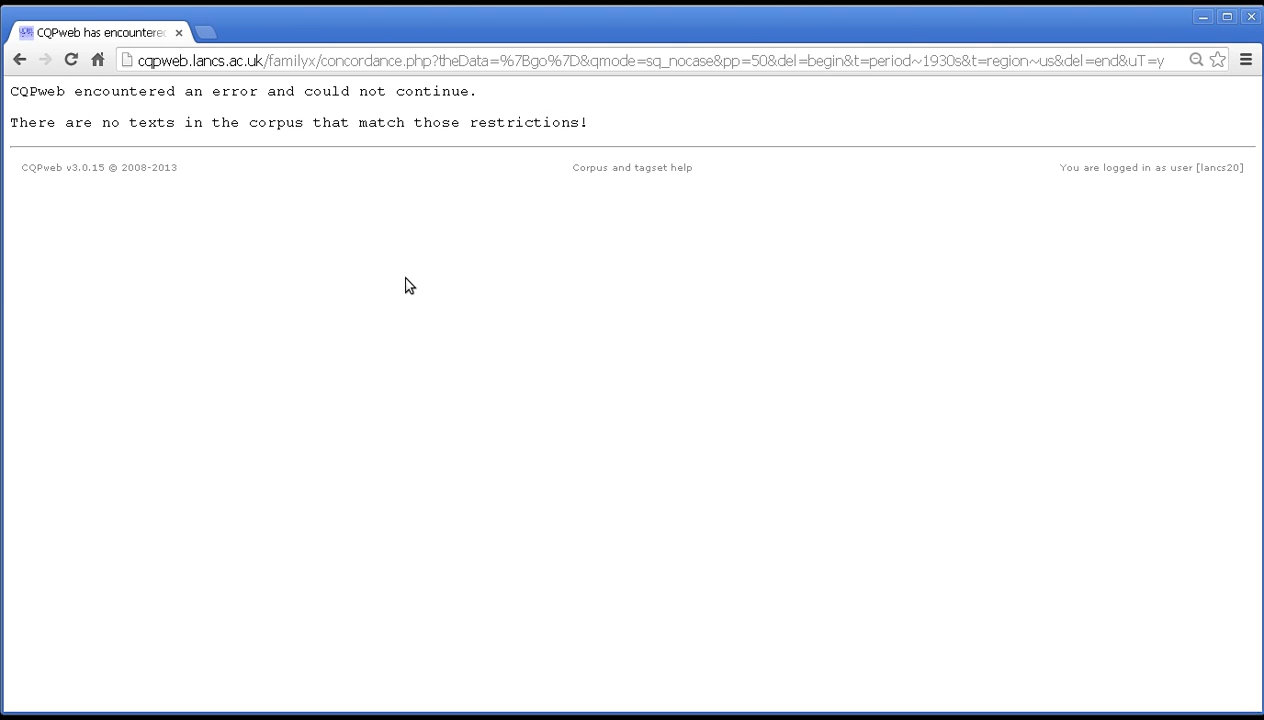 CQPweb has encountere
cqpweb.lancs.ac.uk/familyx/concordance.php?theData=%7Bgo%7D&qmode=sq_nocase&pp=50&del=begin&t=period~1930s&t=region~us&del=end&uT=y
CQPweb encountered an error and could not continue.
There are no texts in the corpus that match those restrictions!
CQPweb v3.0.15 © 2008-2013
Corpus and tagset help
You are logged in as user [lancs20]